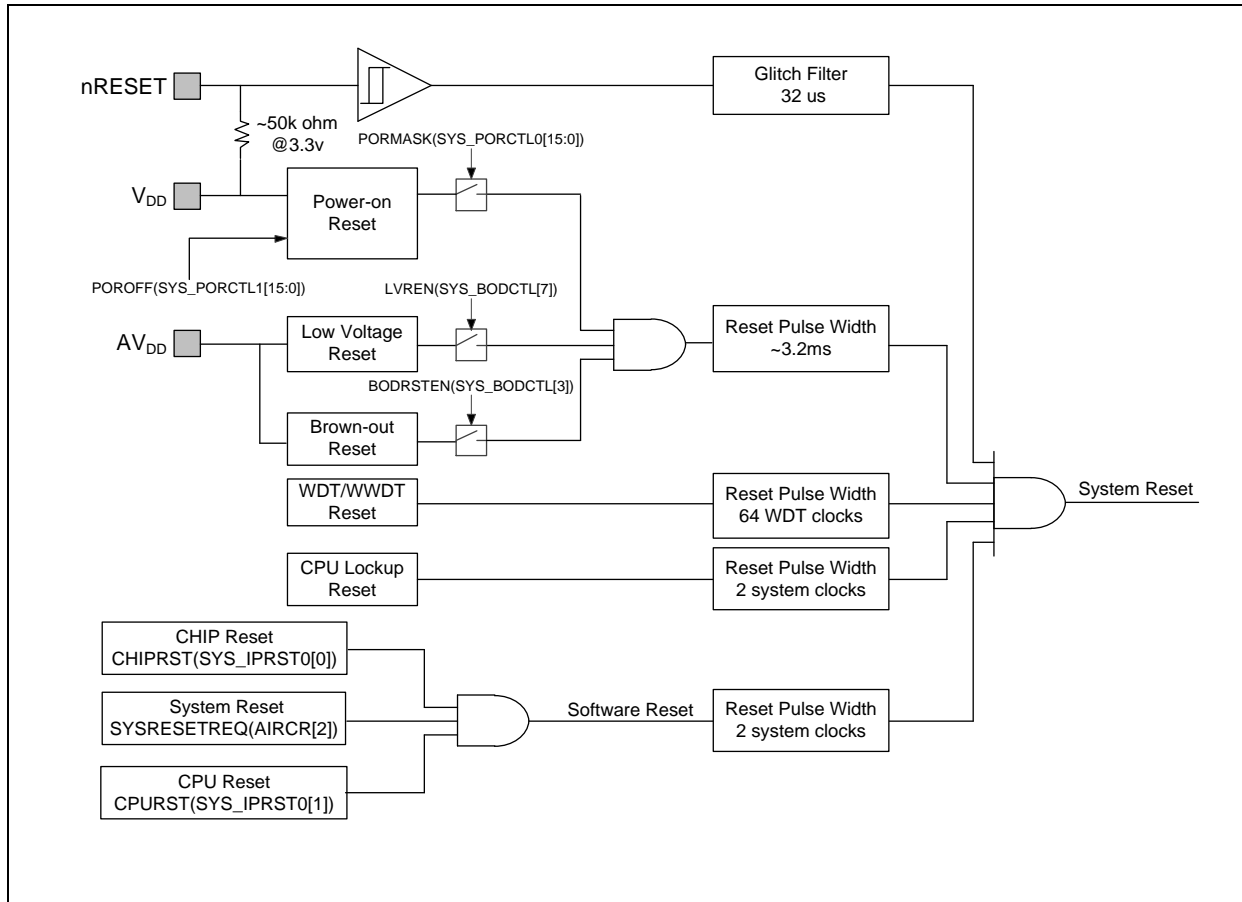 nRESET
Glitch Filter
32 us
~50k ohm
@3.3v
PORMASK(SYS_PORCTL0[15:0])
VDD
Power-on
Reset
POROFF(SYS_PORCTL1[15:0])
LVREN(SYS_BODCTL[7])
AVDD
Low Voltage
Reset
Reset Pulse Width
~3.2ms
BODRSTEN(SYS_BODCTL[3])
Brown-out
Reset
WDT/WWDT
Reset
Reset Pulse Width
64 WDT clocks
System Reset
CPU Lockup
Reset
Reset Pulse Width
2 system clocks
CHIP Reset
CHIPRST(SYS_IPRST0[0])
System Reset
SYSRESETREQ(AIRCR[2])
Software Reset
Reset Pulse Width
2 system clocks
CPU Reset
CPURST(SYS_IPRST0[1])